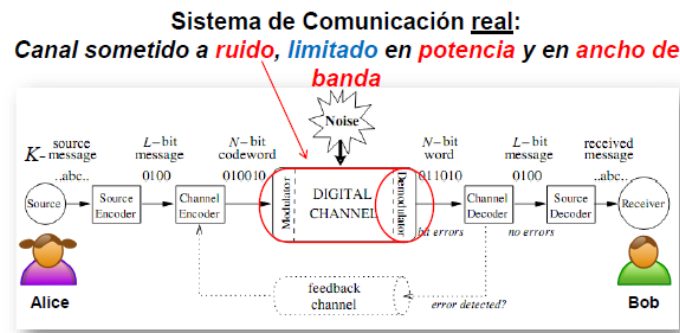 Sistema de Comunicación real:
Canal sometido a ruido, limitado en potencia y en ancho de
banda
Noise
K- source message
..abc..
L-bit message
0100
N-bit codeword
010010
N-bit word
011010
L-bit message
0100
received message
..abc..
Source
Source Encoder
Channel Encoder
Modulator
DIGITAL CHANNEL
Demodulator
Channel Decoder
Source Decoder
Receiver
bit errors
no errors
Alice
feedback channel
error detected?
Bob